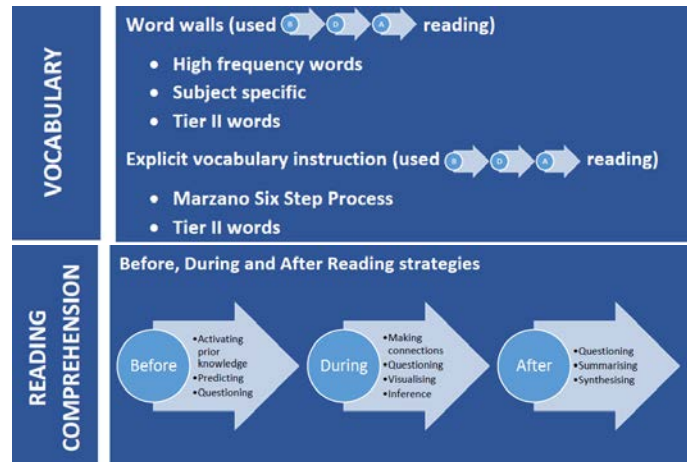 VOCABULARY
Word walls (used B D A reading)
• High frequency words
• Subject specific
• Tier II words
Explicit vocabulary instruction (used B D A reading)
• Marzano Six Step Process
• Tier II words
READING
COMPREHENSION
Before, During and After Reading strategies
Before
•Activating
prior
knowledge
•Predicting
•Questioning
During
•Making
connections
•Questioning
•Visualising
•Inference
After
•Questioning
•Summarising
•Synthesising